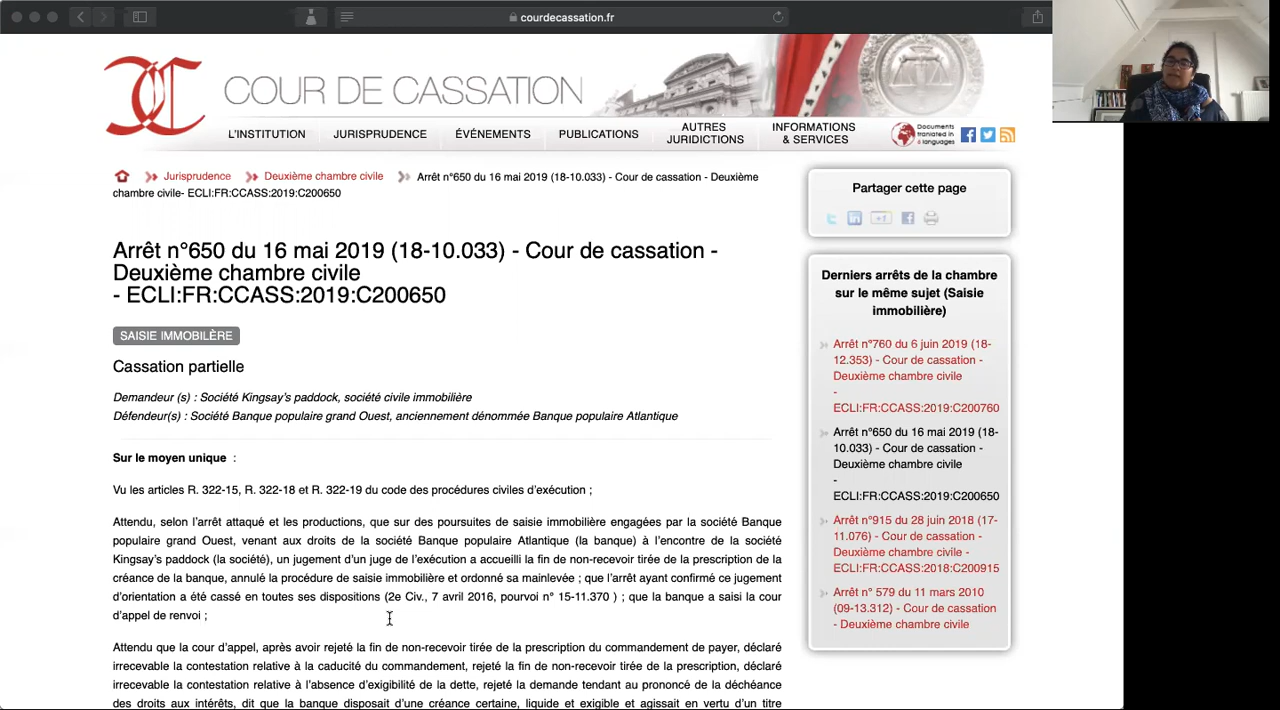 courdecassation.fr
COUR DE CASSATION
L'INSTITUTION
JURISPRUDENCE
ÉVÉNEMENTS
PUBLICATIONS
AUTRES
JURIDICTIONS
INFORMATIONS
& SERVICES
Documents
tranlated in
6 languages
Jurisprudence Deuxième chambre civile Arrêt n°650 du 16 mai 2019 (18-10.033) - Cour de cassation - Deuxième
chambre civile- ECLI:FR:CCASS:2019:C200650
Arrêt n°650 du 16 mai 2019 (18-10.033) - Cour de cassation -
Deuxième chambre civile
- ECLI:FR:CCASS:2019:C200650
SAISIE IMMOBILÈRE
Cassation partielle
Demandeur (s) : Société Kingsay's paddock, société civile immobilière
Défendeur(s) : Société Banque populaire grand Ouest, anciennement dénommée Banque populaire Atlantique
Sur le moyen unique :
Vu les articles R. 322-15, R. 322-18 et R. 322-19 du code des procédures civiles d'exécution ;
Attendu, selon l'arrêt attaqué et les productions, que sur des poursuites de saisie immobilière engagées par la société Banque
populaire grand Ouest, venant aux droits de la société Banque populaire Atlantique (la banque) à l'encontre de la société
Kingsay's paddock (la société), un jugement d'un juge de l'exécution a accueilli la fin de non-recevoir tirée de la prescription de la
créance de la banque, annulé la procédure de saisie immobilière et ordonné sa mainlevée ; que l'arrêt ayant confirmé ce jugement
d'orientation a été cassé en toutes ses dispositions (2e Civ., 7 avril 2016, pourvoi n° 15-11.370 ) ; que la banque a saisi la cour
d'appel de renvoi ;
Attendu que la cour d'appel, après avoir rejeté la fin de non-recevoir tirée de la prescription du commandement de payer, déclaré
irrecevable la contestation relative à la caducité du commandement, rejeté la fin de non-recevoir tirée de la prescription, déclaré
irrecevable la contestation relative à l'absence d'exigibilité de la dette, rejeté la demande tendant au prononcé de la déchéance
des droits aux intérêts, dit que la banque disposait d'une créance certaine, liquide et exigible et agissait en vertu d'un titre
Partager cette page
+1
Derniers arrêts de la chambre
sur le même sujet (Saisie
immobilière)
Arrêt n°760 du 6 juin 2019 (18-
12.353) - Cour de cassation -
Deuxième chambre civile
-
ECLI:FR:CCASS:2019:C200760
Arrêt n°650 du 16 mai 2019 (18-
10.033) - Cour de cassation -
Deuxième chambre civile
-
ECLI:FR:CCASS:2019:C200650
Arrêt n°915 du 28 juin 2018 (17-
11.076) - Cour de cassation -
Deuxième chambre civile -
ECLI:FR:CCASS:2018:C200915
Arrêt n° 579 du 11 mars 2010
(09-13.312) - Cour de cassation
- Deuxième chambre civile